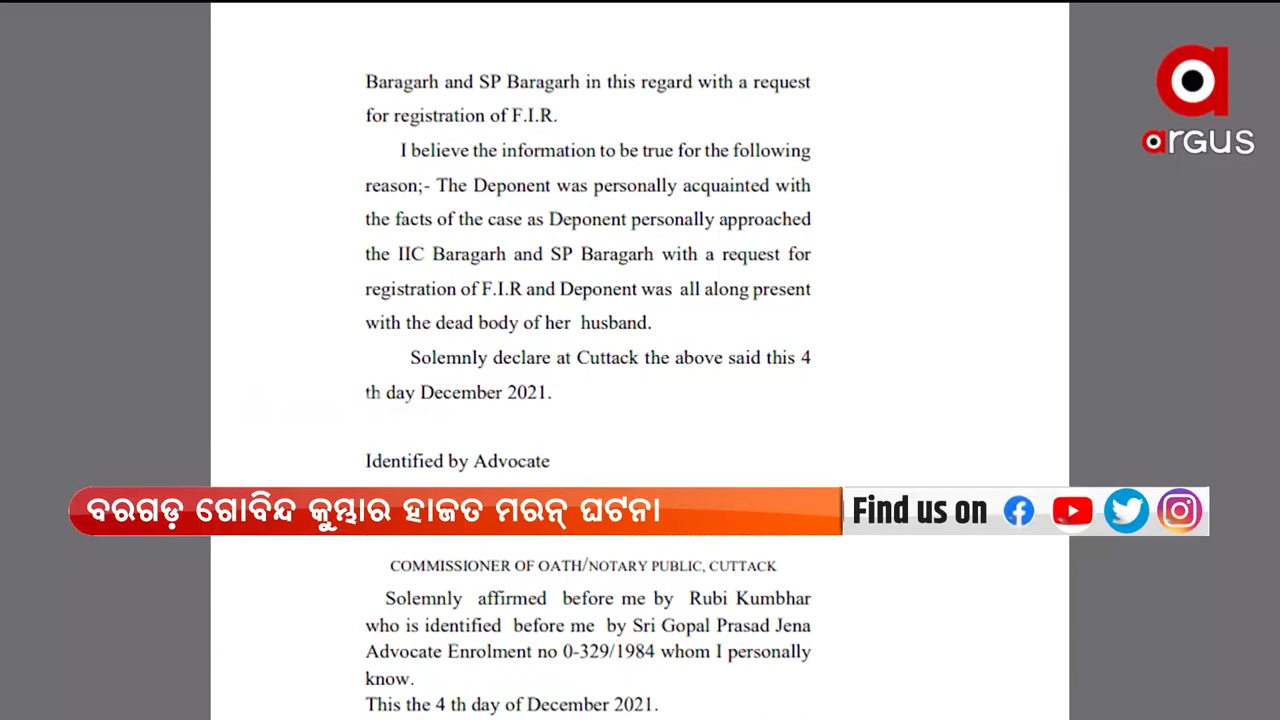 Baragarh and SP Baragarh in this regard with a request
for registration of F.I.R.
I believe the information to be true for the following
reason;- The Deponent was personally acquainted with
the facts of the case as Deponent personally approached
the IIC Baragarh and SP Baragarh with a request for
registration of F.I.R and Deponent was all along present
with the dead body of her husband.
Solemnly declare at Cuttack the above said this 4
th day December 2021.
Identified by Advocate
ବରଗଡ଼ ଗୋବିନ୍ଦ କୁମ୍ଭାର ହାଜତ ମରନ୍ ଘଟନା
Find us on
COMMISSIONER OF OATH/NOTARY PUBLIC, CUTTACK
Solemnly affirmed before me by Rubi Kumbhar
who is identified before me by Sri Gopal Prasad Jena
Advocate Enrolment no 0-329/1984 whom I personally
know.
This the 4 th day of December 2021.
argus